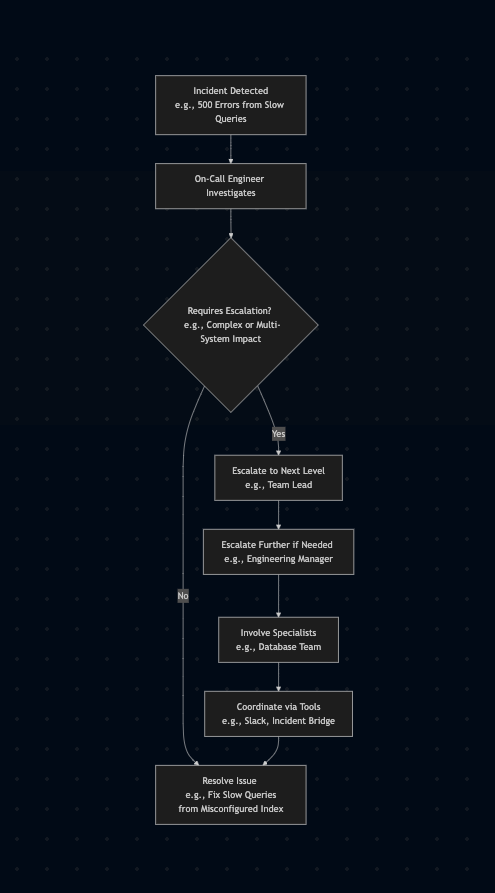 Incident Detected
e.g., 500 Errors from Slow
Queries
On-Call Engineer
Investigates
Requires Escalation?
e.g., Complex or Multi-
System Impact
Yes
Escalate to Next Level
e.g., Team Lead
Escalate Further if Needed
e.g., Engineering Manager
No
Involve Specialists
e.g., Database Team
Coordinate via Tools
e.g., Slack, Incident Bridge
Resolve Issue
e.g., Fix Slow Queries
from Misconfigured Index